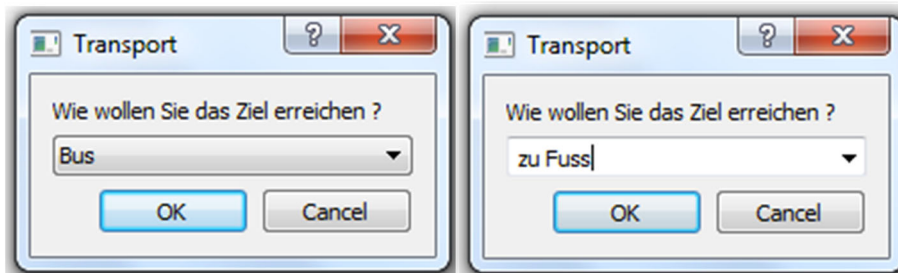 Transport
Wie wollen Sie das Ziel erreichen ?
Bus
OK Cancel
Transport
Wie wollen Sie das Ziel erreichen ?
zu Fuss
OK Cancel